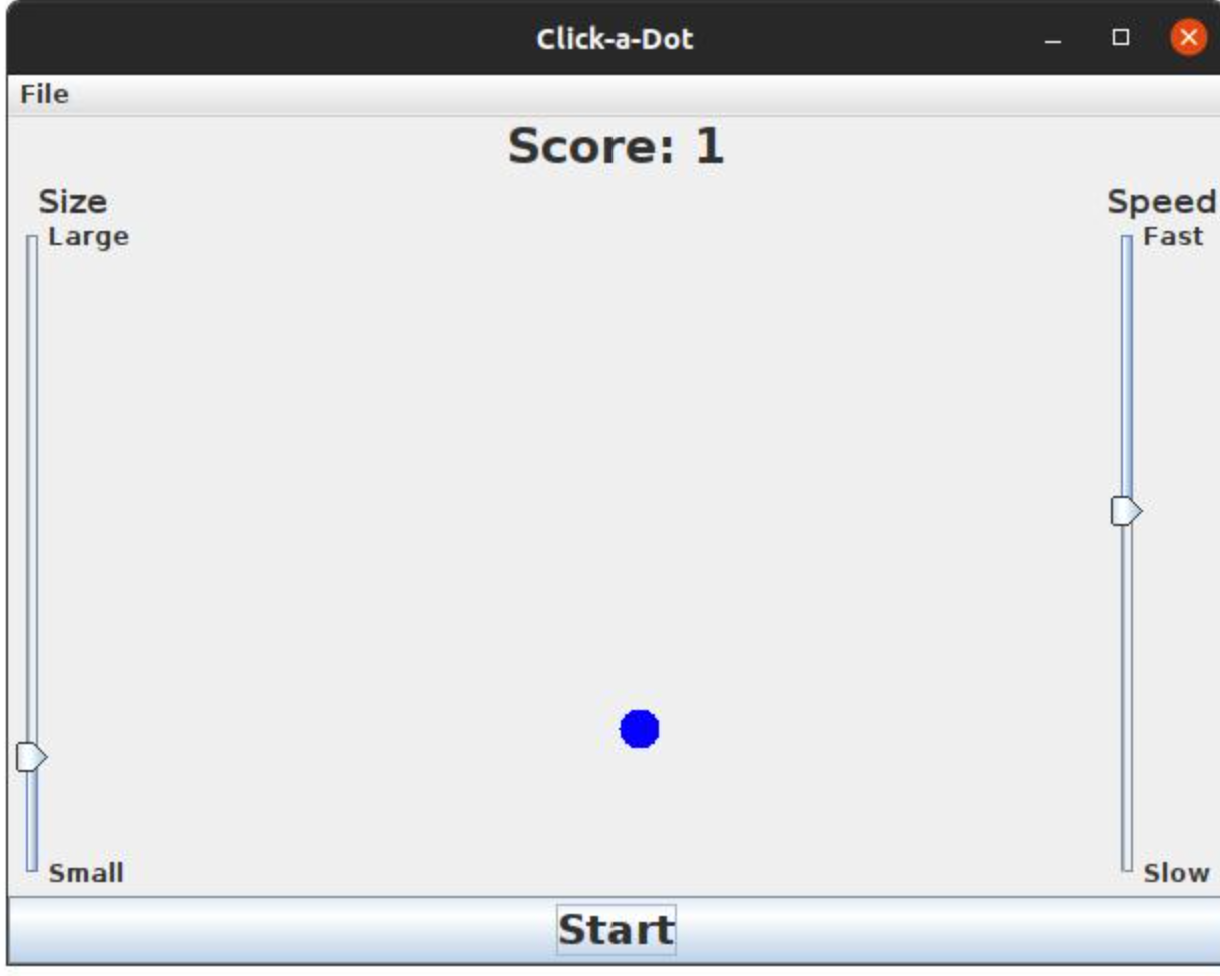 Click-a-Dot
File
Score: 1
Size
Speed
Large
Fast
Small
Slow
Start